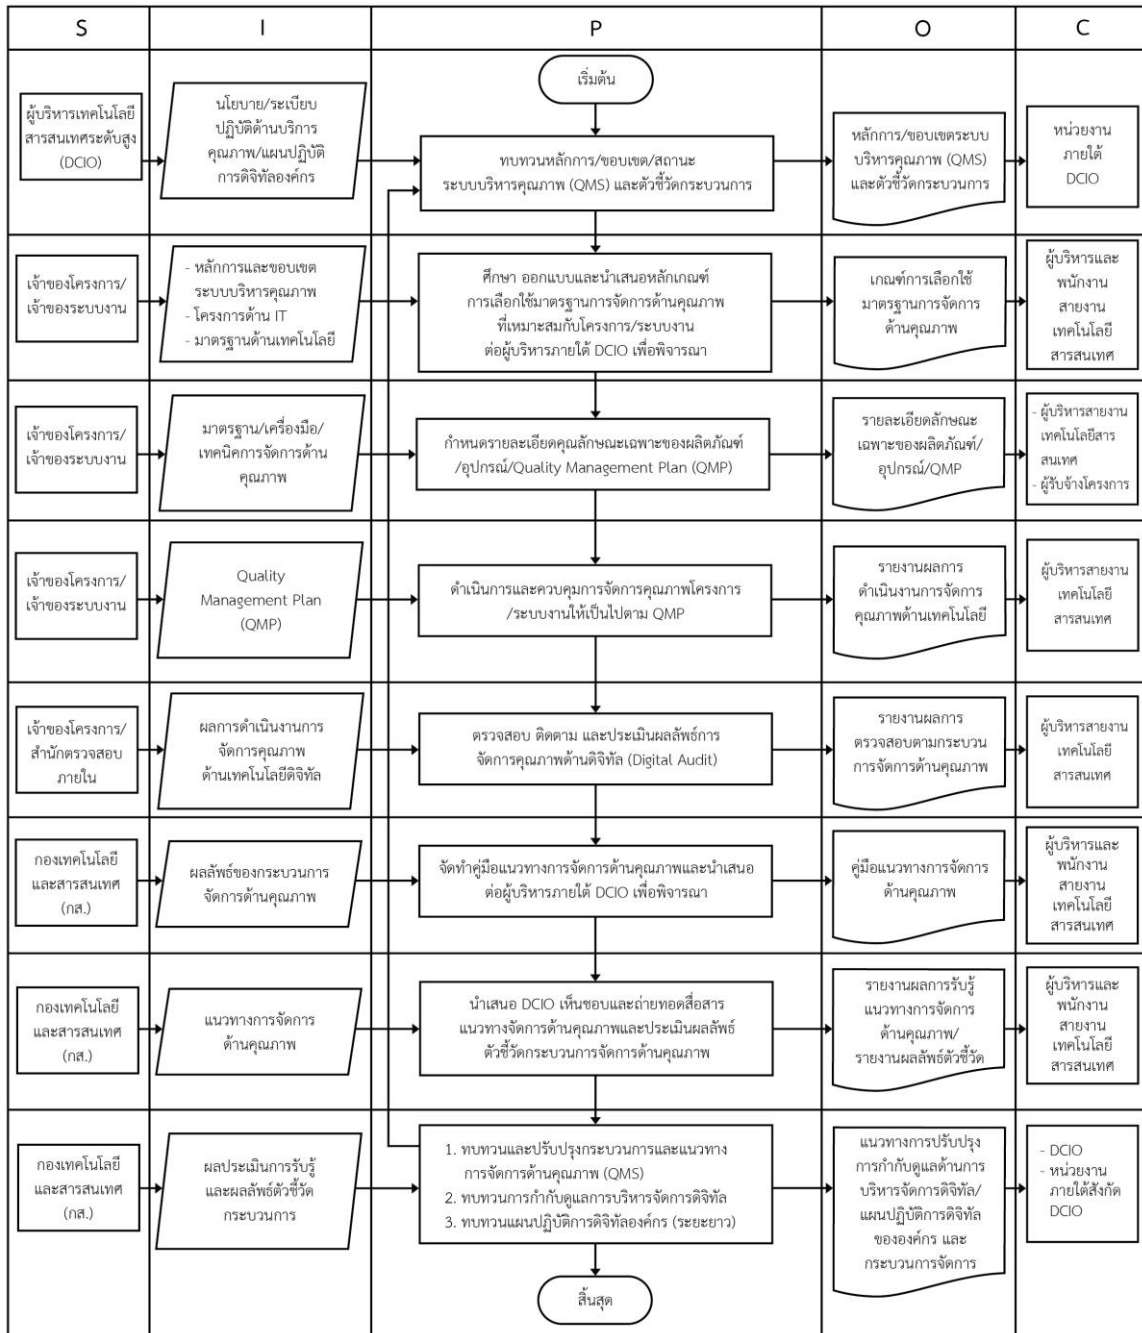 S
I
P
O
C
เริ่มต้น
ผู้บริหารเทคโนโลยี
สารสนเทศระดับสูง
(DCIO)
นโยบาย/ระเบียบ
ปฏิบัติด้านบริการ
คุณภาพ/แผนปฏิบัติ
การดิจิทัลองค์กร
ทบทวนหลักการ/ขอบเขต/สถานะ
ระบบบริหารคุณภาพ (QMS) และตัวชี้วัดกระบวนการ
หลักการ/ขอบเขตระบบ
บริหารคุณภาพ (QMS)
และตัวชี้วัดกระบวนการ
หน่วยงาน
ภายใต้
DCIO
เจ้าของโครงการ/
เจ้าของระบบงาน
- หลักการและขอบเขต
ระบบบริหารคุณภาพ
- โครงการด้าน IT
- มาตรฐานด้านเทคโนโลยี
ศึกษา ออกแบบและนำเสนอหลักเกณฑ์
การเลือกใช้มาตรฐานการจัดการด้านคุณภาพ
ที่เหมาะสมกับโครงการ/ระบบงาน
ต่อผู้บริหารภายใต้ DCIO เพื่อพิจารณา
เกณฑ์การเลือกใช้
มาตรฐานการจัดการ
ด้านคุณภาพ
ผู้บริหารและ
พนักงาน
สายงาน
เทคโนโลยี
สารสนเทศ
เจ้าของโครงการ/
เจ้าของระบบงาน
มาตรฐาน/เครื่องมือ/
เทคนิคการจัดการด้าน
คุณภาพ
กำหนดรายละเอียดคุณลักษณะเฉพาะของผลิตภัณฑ์
/อุปกรณ์/Quality Management Plan (QMP)
รายละเอียดลักษณะ
เฉพาะของผลิตภัณฑ์/
อุปกรณ์/QMP
- ผู้บริหารสายงาน
เทคโนโลยีสาร
สนเทศ
- ผู้รับจ้างโครงการ
เจ้าของโครงการ/
เจ้าของระบบงาน
Quality
Management Plan
(QMP)
ดำเนินการและควบคุมการจัดการคุณภาพโครงการ
/ระบบงานให้เป็นไปตาม QMP
รายงานผลการ
ดำเนินงานการจัดการ
คุณภาพด้านเทคโนโลยี
ผู้บริหารสายงาน
เทคโนโลยี
สารสนเทศ
เจ้าของโครงการ/
สำนักตรวจสอบ
ภายใน
ผลการดำเนินงานการ
จัดการคุณภาพ
ด้านเทคโนโลยีดิจิทัล
ตรวจสอบ ติดตาม และประเมินผลลัพธ์การ
จัดการคุณภาพด้านดิจิทัล (Digital Audit)
รายงานผลการ
ตรวจสอบตามกระบวน
การจัดการด้านคุณภาพ
ผู้บริหารสายงาน
เทคโนโลยี
สารสนเทศ
กองเทคโนโลยี
และสารสนเทศ
(กส.)
ผลลัพธ์ของกระบวนการ
จัดการด้านคุณภาพ
จัดทำคู่มือแนวทางการจัดการด้านคุณภาพและนำเสนอ
ต่อผู้บริหารภายใต้ DCIO เพื่อพิจารณา
คู่มือแนวทางการจัดการ
ด้านคุณภาพ
ผู้บริหารและ
พนักงาน
สายงาน
เทคโนโลยี
สารสนเทศ
กองเทคโนโลยี
และสารสนเทศ
(กส.)
แนวทางการจัดการ
ด้านคุณภาพ
นำเสนอ DCIO เห็นชอบและถ่ายทอดสื่อสาร
แนวทางจัดการด้านคุณภาพและประเมินผลลัพธ์
ตัวชี้วัดกระบวนการจัดการด้านคุณภาพ
รายงานผลการรับรู้
แนวทางการจัดการ
ด้านคุณภาพ/
รายงานผลลัพธ์ตัวชี้วัด
ผู้บริหารและ
พนักงาน
สายงาน
เทคโนโลยี
สารสนเทศ
กองเทคโนโลยี
และสารสนเทศ
(กส.)
ผลประเมินการรับรู้
และผลลัพธ์ตัวชี้วัด
กระบวนการ
1. ทบทวนและปรับปรุงกระบวนการและแนวทาง
การจัดการด้านคุณภาพ (QMS)
2. ทบทวนการกำกับดูแลการบริหารจัดการดิจิทัล
3. ทบทวนแผนปฏิบัติการดิจิทัลองค์กร (ระยะยาว)
แนวทางการปรับปรุง
การกำกับดูแลด้านการ
บริหารจัดการดิจิทัล/
แผนปฏิบัติการดิจิทัล
ขององค์กร และ
กระบวนการจัดการ
- DCIO
- หน่วยงาน
ภายใต้สังกัด
DCIO
สิ้นสุด